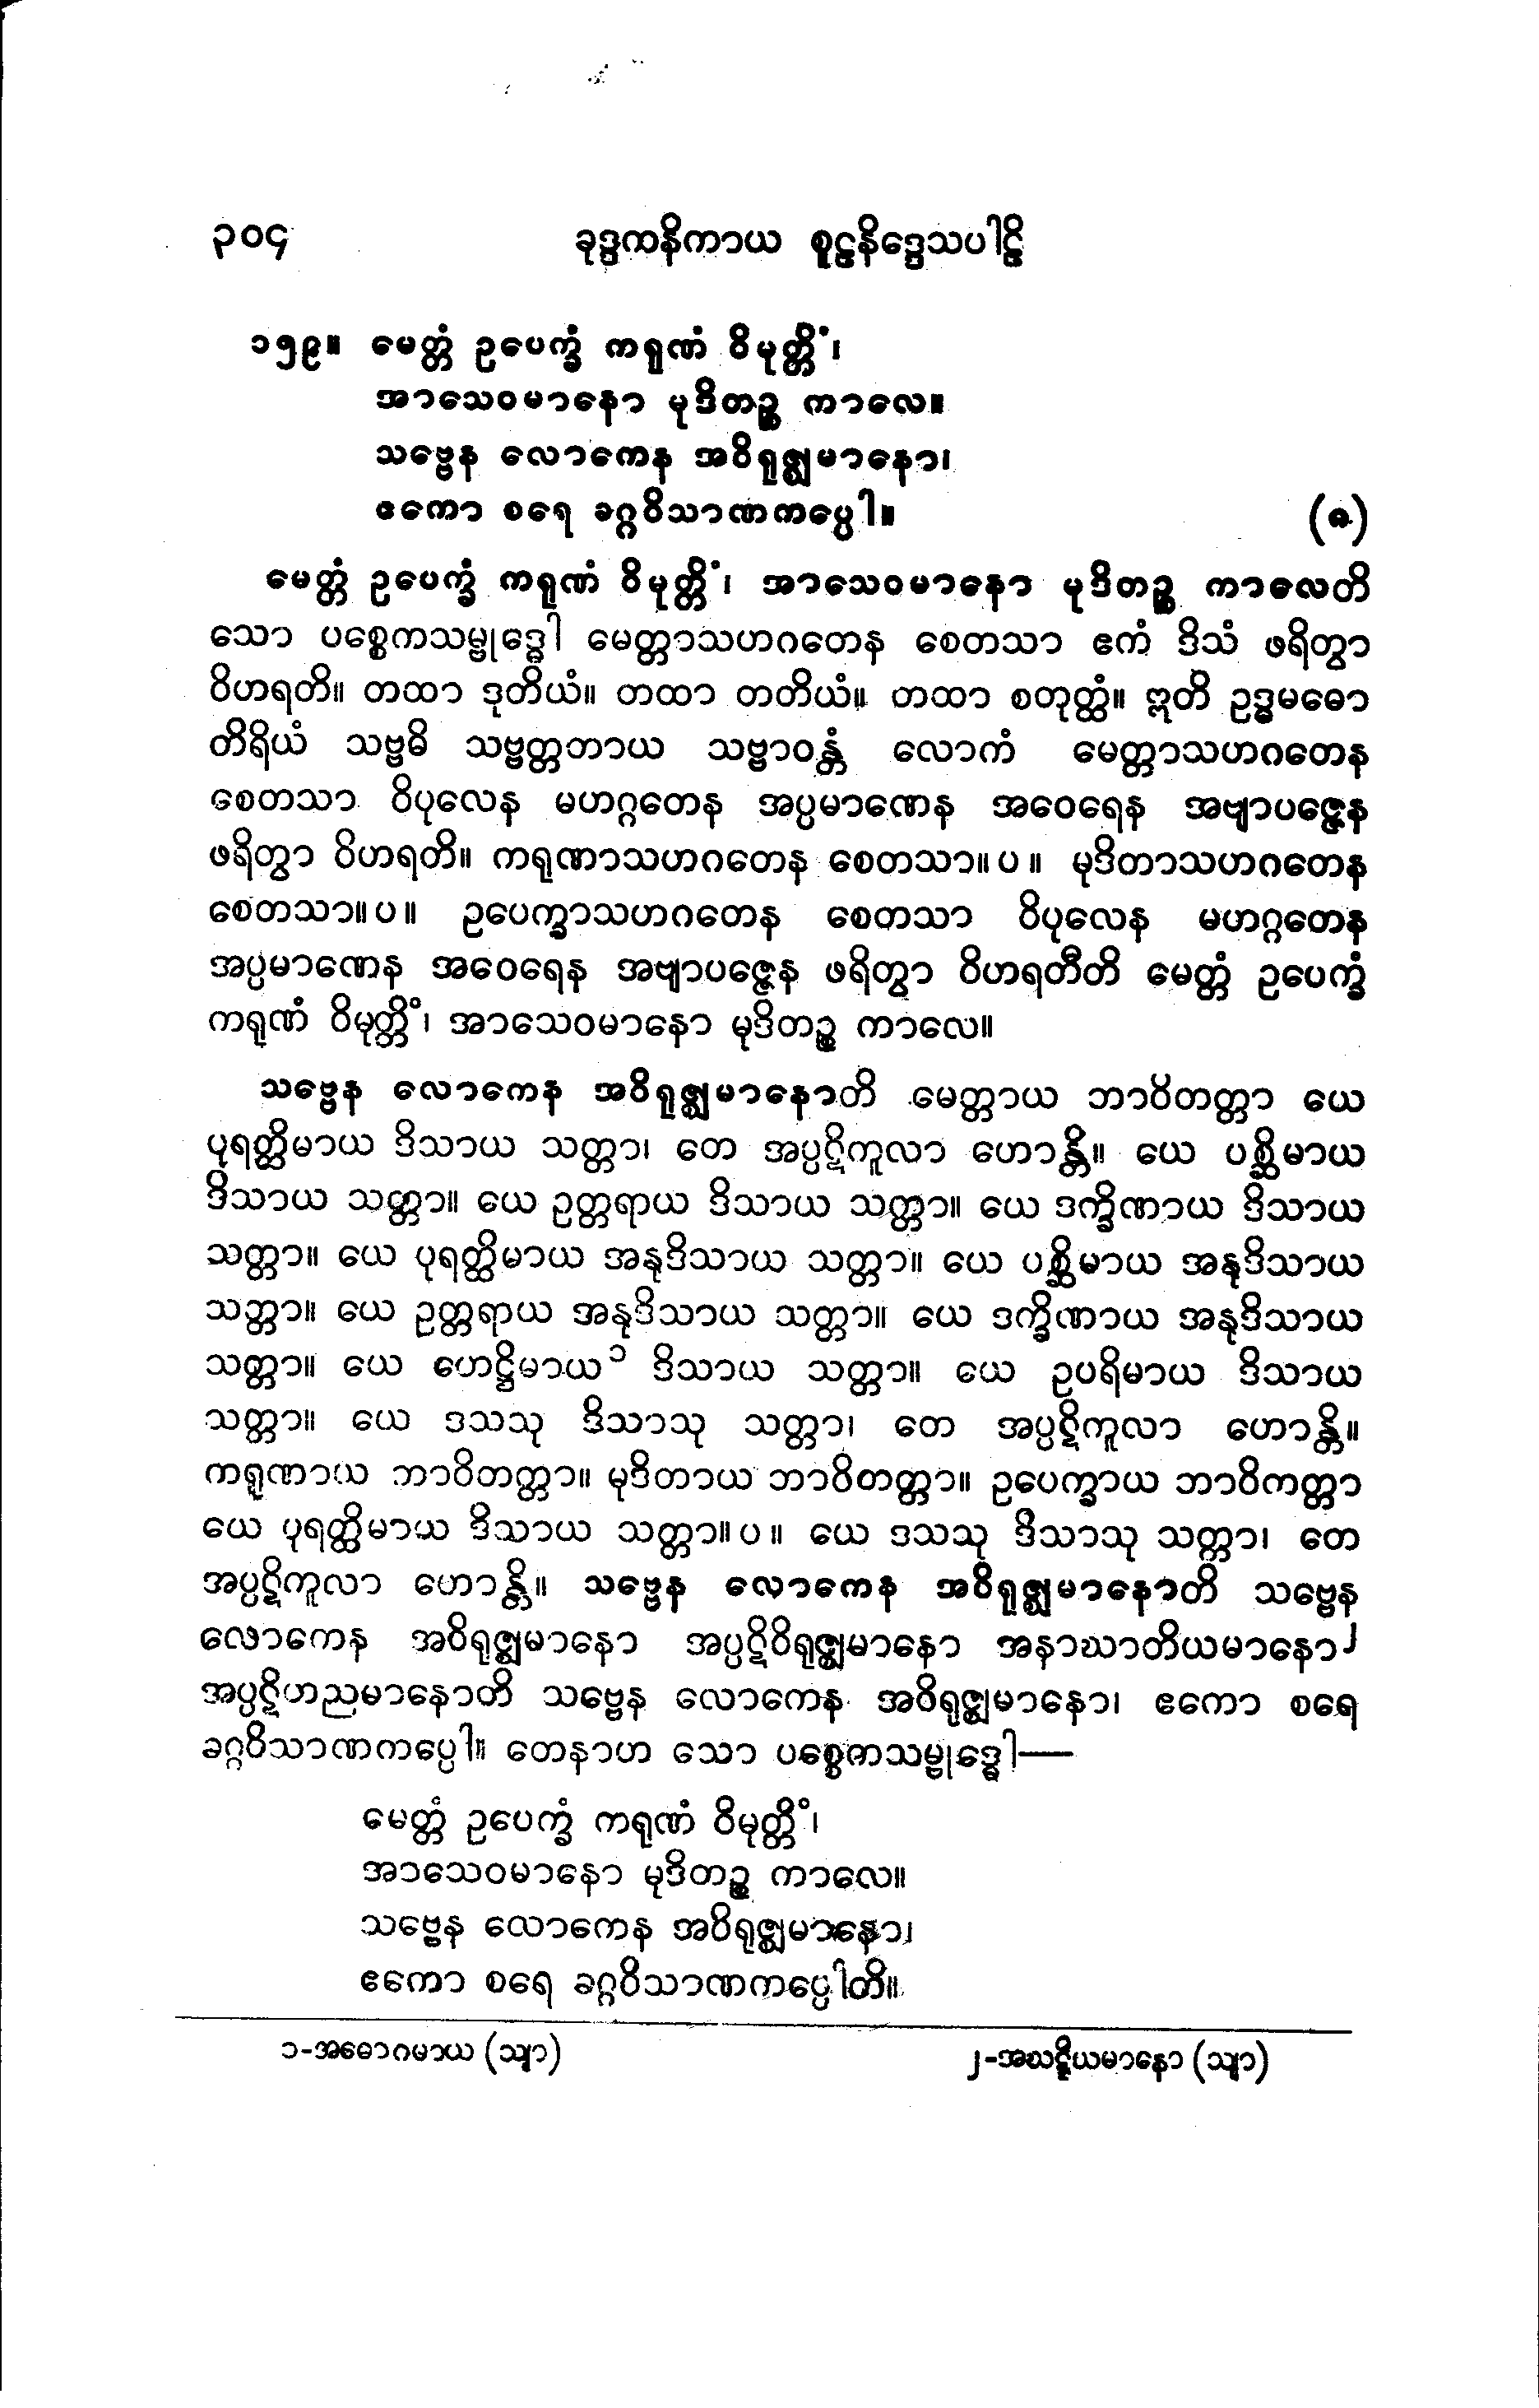 ၃၀၄ ခုဒ္ဒကနိကာယ စူဠနိဒ္ဒေသပါဠိ
၁၅၉။ မေတ္တံ ဥပေက္ခံ ကရုဏံ ဝိမုတ္တိံ၊
အာသေဝမာနော မုဒိတဉ္စ ကာလေ။
သဗ္ဗေန လောကေန အဝိရုဇ္ဈမာနော၊
ဧကော စရေ ခဂ္ဂဝိသာဏကပ္ပေါ။ (၈)
မေတ္တံ ဥပေက္ခံ ကရုဏံ ဝိမုတ္တိံ၊ အာသေဝမာနော မုဒိတဉ္စ ကာလေတိ
သော ပစ္စေကသမ္ဗုဒ္ဓေါ မေတ္တာသဟဂတေန စေတသာ ဧကံ ဒိသံ ဖရိတွာ
ဝိဟရတိ။ တထာ ဒုတိယံ။ တထာ တတိယံ။ တထာ စတုတ္ထံ။ ဣတိ ဥဒ္ဓမဓော
တိရိယံ သဗ္ဗဓိ သဗ္ဗတ္တတာယ သဗ္ဗာဝန္တံ လောကံ မေတ္တာသဟဂတေန
စေတသာ ဝိပုလေန မဟဂ္ဂတေန အပ္ပမာဏေန အဝေရေန အဗျာပဇ္ဇေန
ဖရိတွာ ဝိဟရတိ။ ကရုဏာသဟဂတေန စေတသာ။ပ။ မုဒိတာသဟဂတေန
စေတသာ။ပ။ ဥပေက္ခာသဟဂတေန စေတသာ ဝိပုလေန မဟဂ္ဂတေန
အပ္ပမာဏေန အဝေရေန အဗျာပဇ္ဇေန ဖရိတွာ ဝိဟရတီတိ မေတ္တံ ဥပေက္ခံ
ကရုဏံ ဝိမုတ္တိံ၊ အာသေဝမာနော မုဒိတဉ္စ ကာလေ။
သဗ္ဗေန လောကေန အဝိရုဇ္ဈမာနောတိ မေတ္တာယ ဘာဝိတတ္တာ ယေ
ပုရတ္ထိမာယ ဒိသာယ သတ္တာ၊ တေ အပ္ပဋိကူလာ ဟောန္တိ။ ယေ ပစ္ဆိမာယ
ဒိသာယ သတ္တာ။ ယေ ဥတ္တရာယ ဒိသာယ သတ္တာ။ ယေ ဒက္ခိဏာယ ဒိသာယ
သတ္တာ။ ယေ ပုရတ္ထိမာယ အနုဒိသာယ သတ္တာ။ ယေ ပစ္ဆိမာယ အနုဒိသာယ
သတ္တာ။ ယေ ဥတ္တရာယ အနုဒိသာယ သတ္တာ။ ယေ ဒက္ခိဏာယ အနုဒိသာယ
သတ္တာ။ ယေ ဟေဋ္ဌိမာယ၁ ဒိသာယ သတ္တာ။ ယေ ဥပရိမာယ ဒိသာယ
သတ္တာ။ ယေ ဒသသု ဒိသာသု သတ္တာ၊ တေ အပ္ပဋိကူလာ ဟောန္တိ။
ကရုဏာယ ဘာဝိတတ္တာ။ မုဒိတာယ ဘာဝိတတ္တာ။ ဥပေက္ခာယ ဘာဝိကတ္တာ
ယေ ပုရတ္ထိမာယ ဒိသာယ သတ္တာ။ပ။ ယေ ဒသသု ဒိသာသု သတ္တာ၊ တေ
အပ္ပဋိကူလာ ဟောန္တိ။ သဗ္ဗေန လောကေန အဝိရုဇ္ဈမာနောတိ သဗ္ဗေန
လောကေန အဝိရုဇ္ဈမာနော အပ္ပဋိဝိရုဇ္ဈမာနော အနာဃာတိယမာနော၂
အပ္ပဋိဟညမာနောတိ သဗ္ဗေန လောကေန အဝိရုဇ္ဈမာနော၊ ဧကော စရေ
ခဂ္ဂဝိသာဏကပ္ပေါ။ တေနာဟ သော ပစ္စေကသမ္ဗုဒ္ဓေါ—
မေတ္တံ ဥပေက္ခံ ကရုဏံ ဝိမုတ္တိံ၊
အာသေဝမာနော မုဒိတဉ္စ ကာလေ။
သဗ္ဗေန လောကေန အဝိရုဇ္ဈမာနော၊
ဧကော စရေ ခဂ္ဂဝိသာဏကပ္ပေါတိ။
၁-အဓောဂမာယ (သျာ) ၂-အဃဋ္ဋိယမာနော (သျာ)